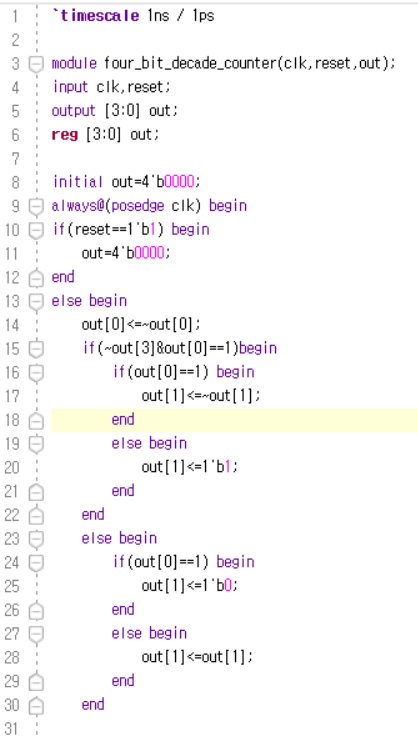 1 `timescale 1ns / 1ps
2
3 module four_bit_decade_counter(clk,reset,out);
4 input clk,reset;
5 output [3:0] out;
6 reg [3:0] out;
7
8 initial out=4'b0000;
9 always@(posedge clk) begin
10 if(reset==1'b1) begin
11     out=4'b0000;
12 end
13 else begin
14     out[0]<=~out[0];
15     if(~out[3]&out[0]==1)begin
16         if(out[0]==1) begin
17             out[1]<=~out[1];
18         end
19         else begin
20             out[1]<=1'b1;
21         end
22     end
23     else begin
24         if(out[0]==1) begin
25             out[1]<=1'b0;
26         end
27         else begin
28             out[1]<=out[1];
29         end
30     end
31